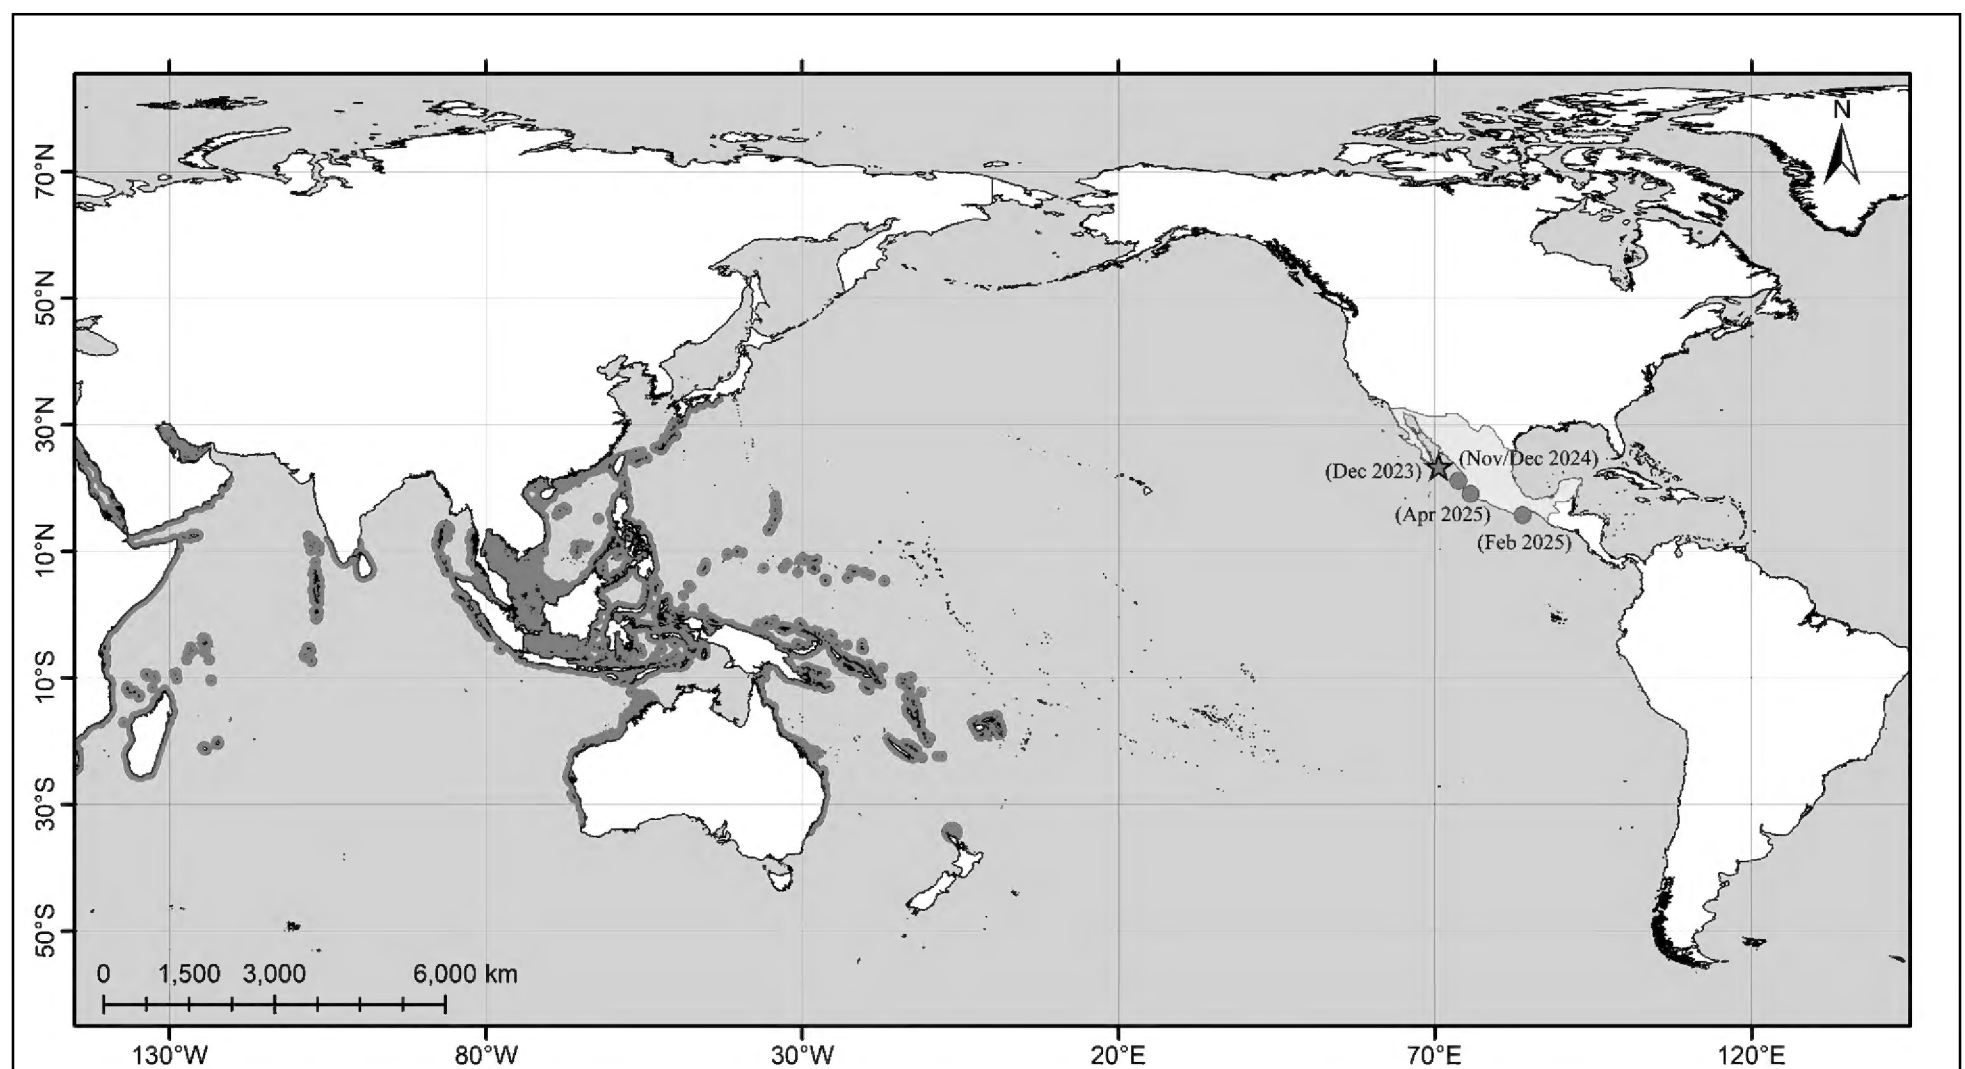 N
70°N
50°N
30°N
10°N
10°S
30°S
50°S
(Nov/Dec 2024)
(Dec 2023)
(Apr 2025)
(Feb 2025)
0 1,500 3,000 6,000 km
130°W 80°W 30°W 20°E 70°E 120°E